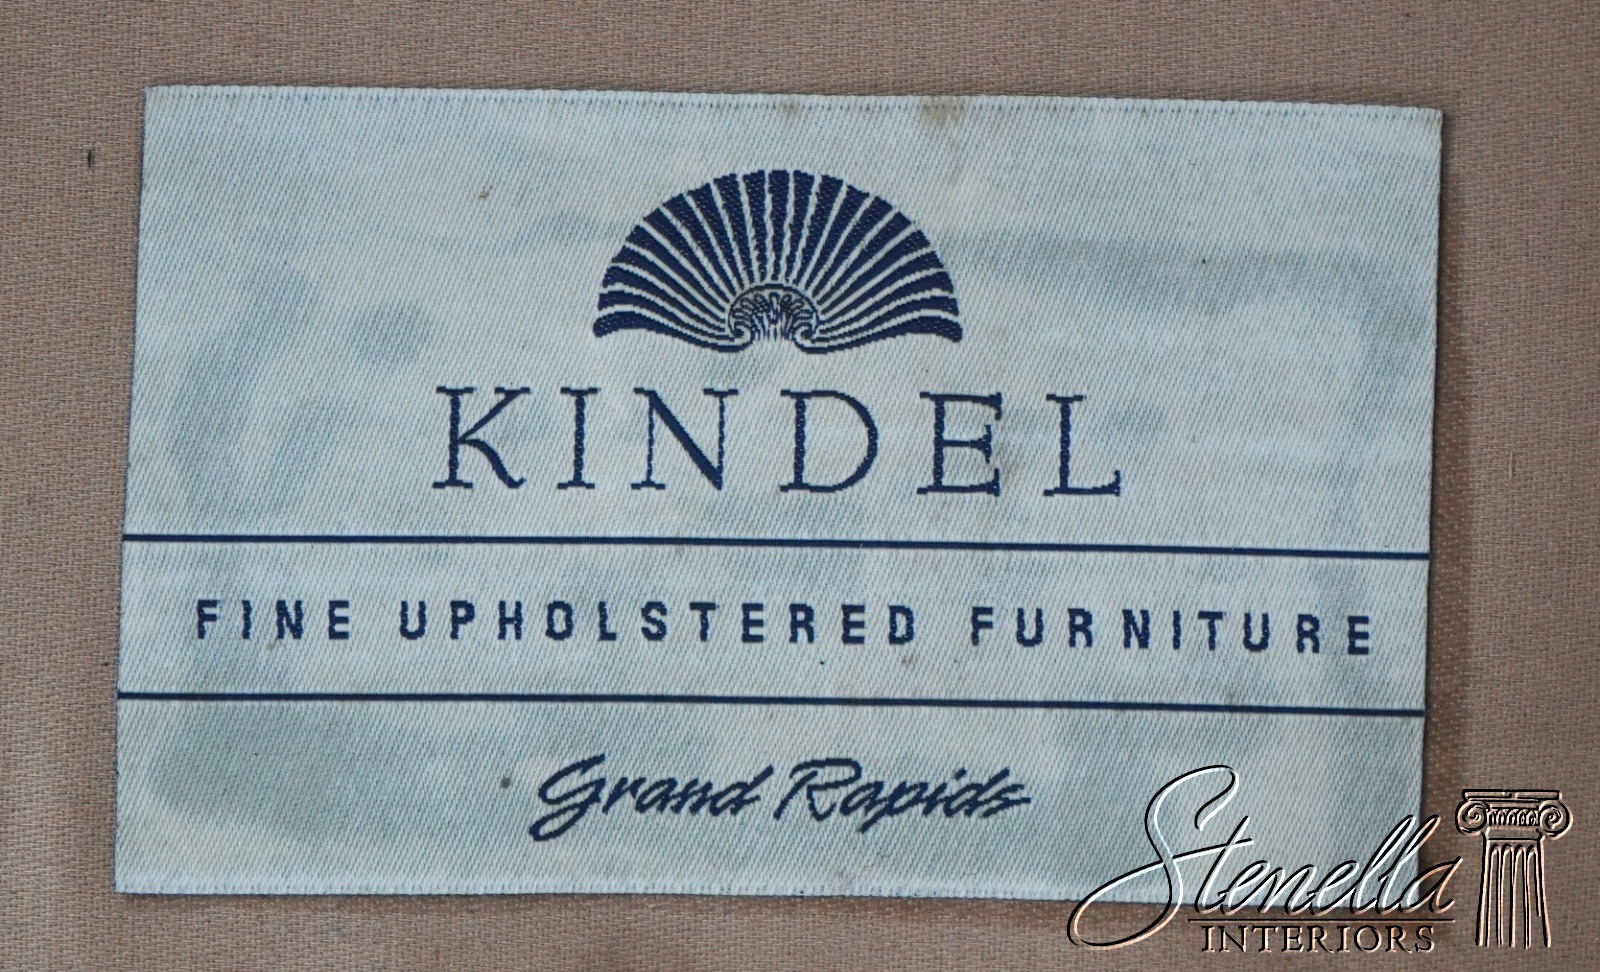 KINDEL
FINE UPHOLSTERED FURNITURE
Grand Rapids
Stenella
INTERIORS